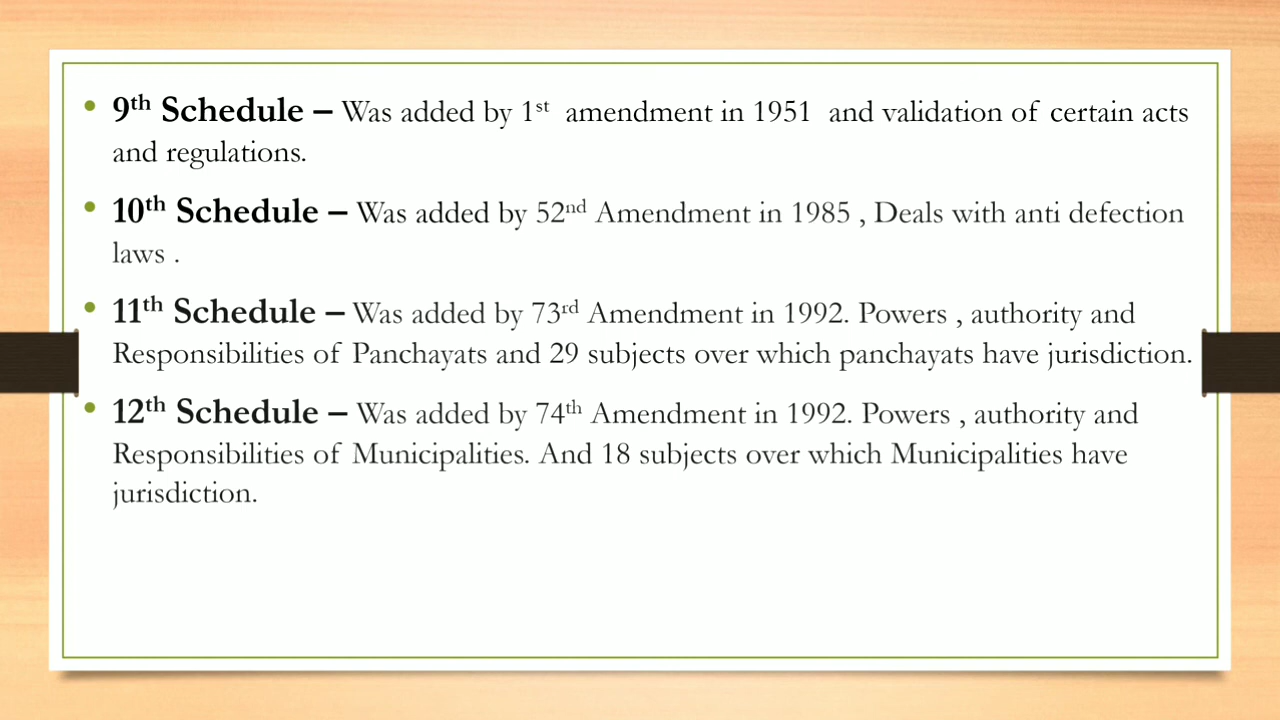 • 9th Schedule – Was added by 1st amendment in 1951 and validation of certain acts
and regulations.
• 10th Schedule – Was added by 52nd Amendment in 1985 , Deals with anti defection
laws .
• 11th Schedule – Was added by 73rd Amendment in 1992. Powers , authority and
Responsibilities of Panchayats and 29 subjects over which panchayats have jurisdiction.
• 12th Schedule – Was added by 74th Amendment in 1992. Powers , authority and
Responsibilities of Municipalities. And 18 subjects over which Municipalities have
jurisdiction.